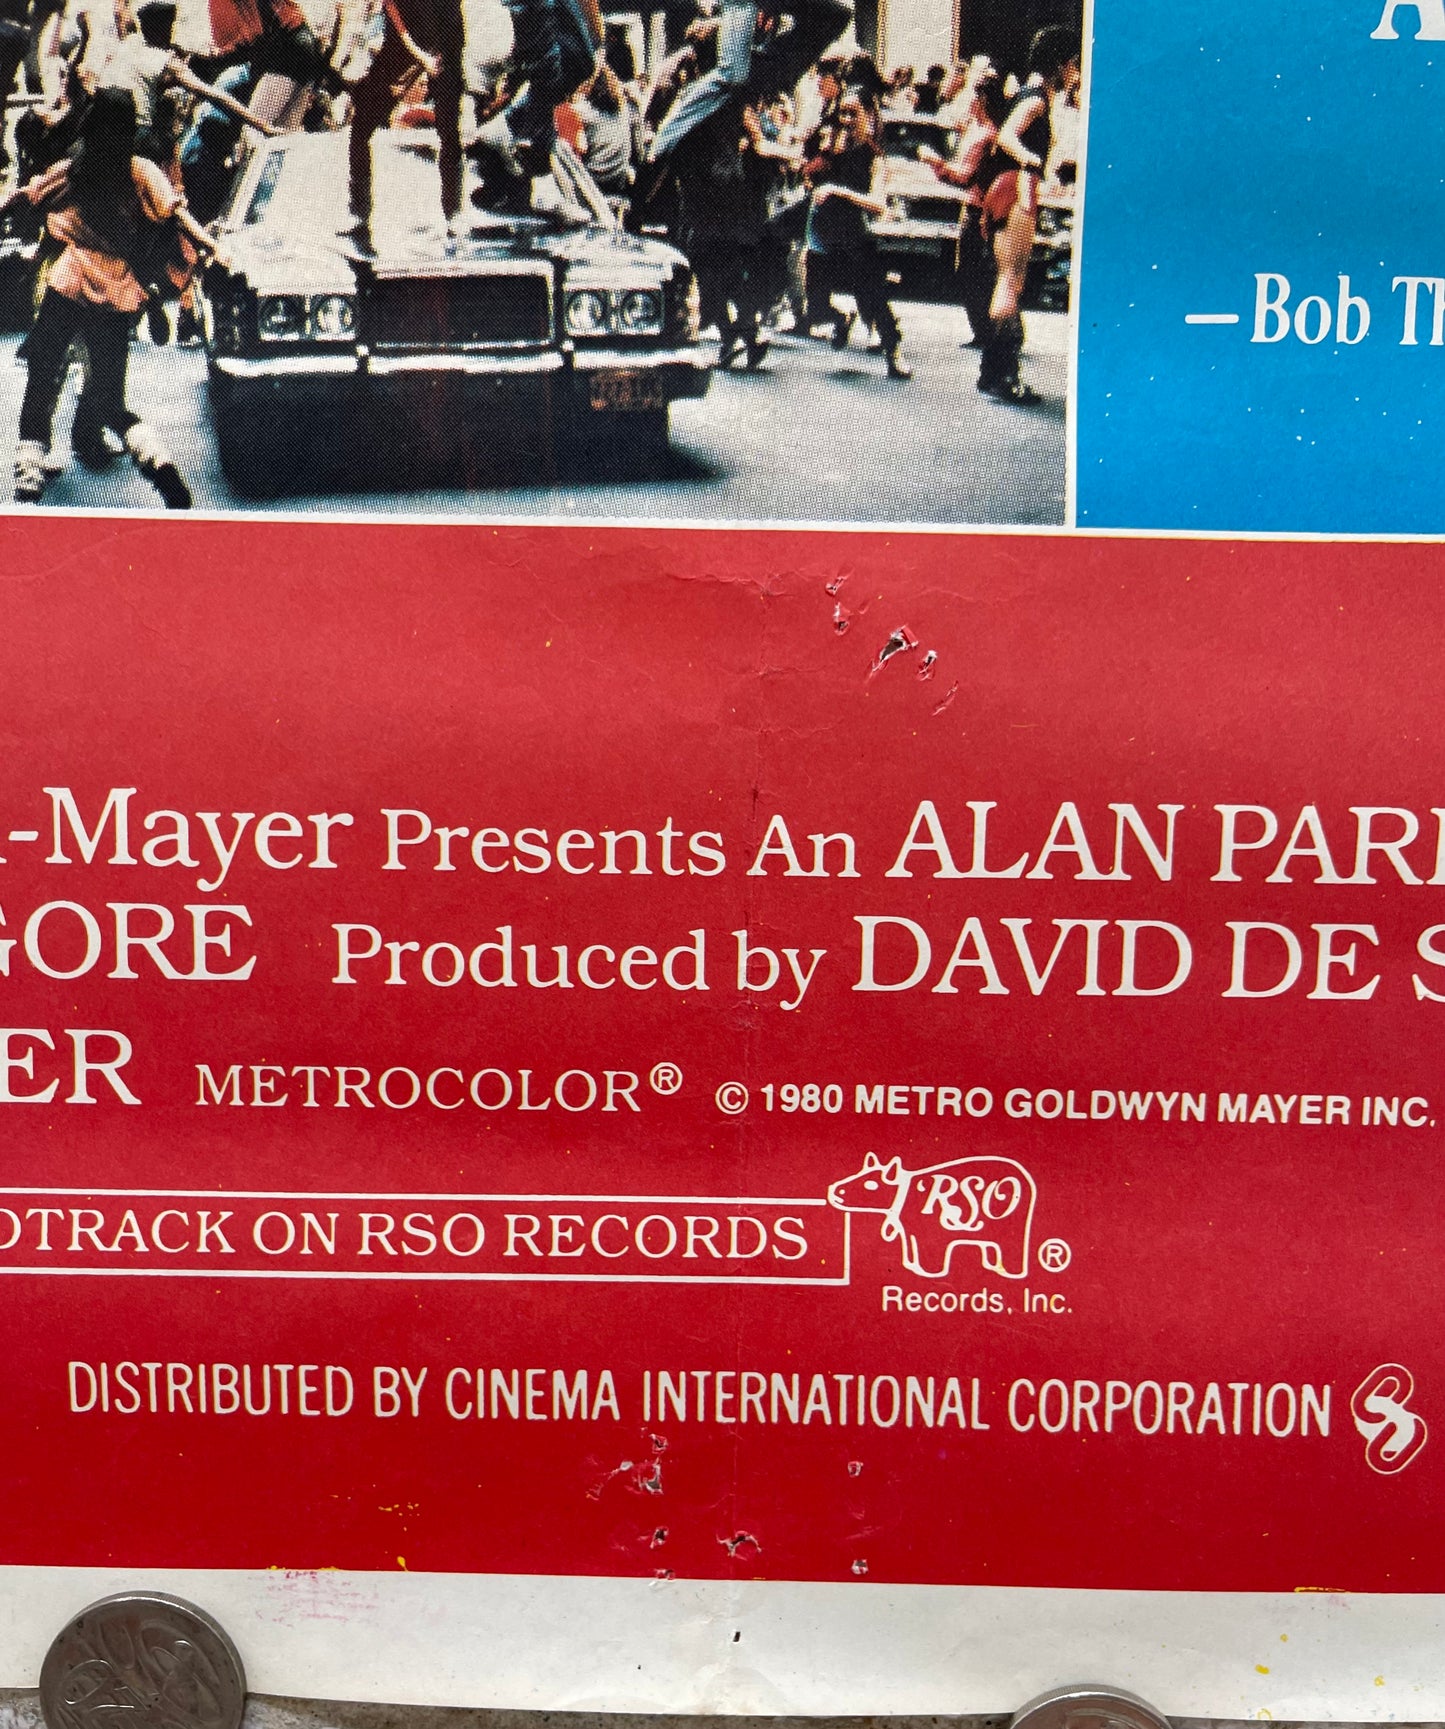 A
—Bob Th
-Mayer Presents An ALAN PAR
GORE Produced by DAVID DE S
ER METROCOLOR® © 1980 METRO GOLDWYN MAYER INC.
DTRACK ON RSO RECORDS
RSO ®
Records, Inc.
DISTRIBUTED BY CINEMA INTERNATIONAL CORPORATION